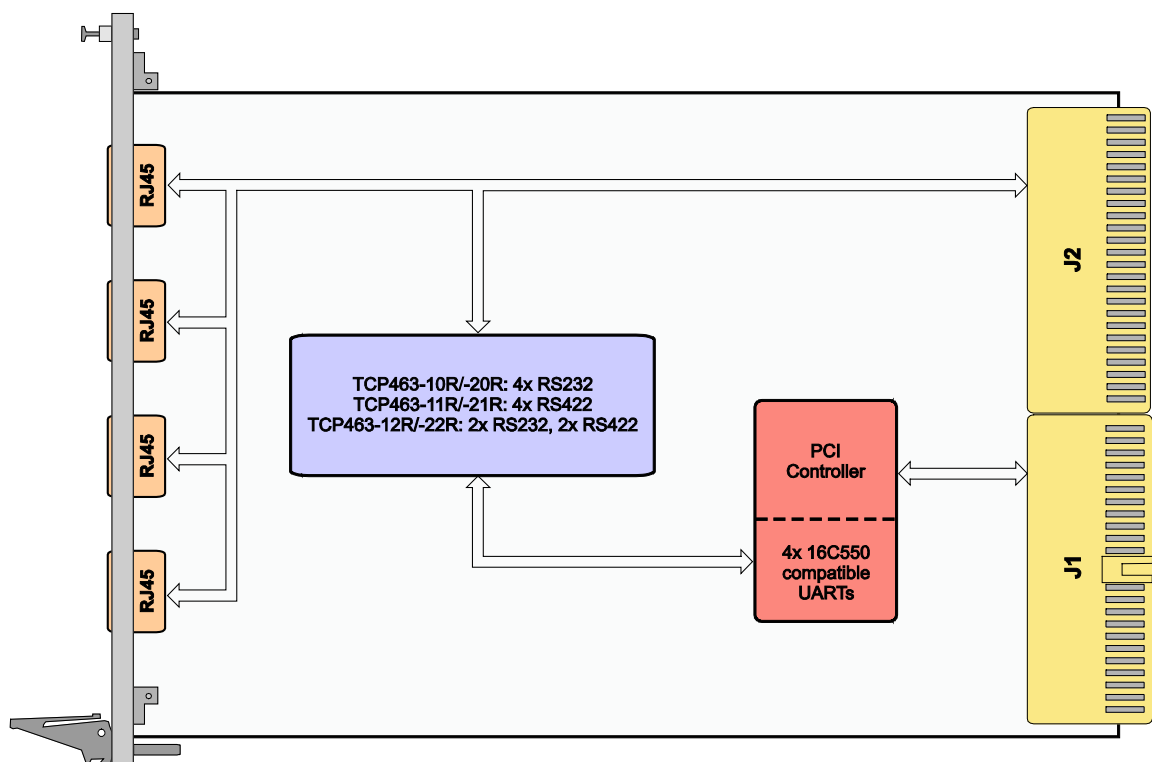 RJ45
RJ45
RJ45
RJ45
TCP463-10R/-20R: 4x RS232
TCP463-11R/-21R: 4x RS422
TCP463-12R/-22R: 2x RS232, 2x RS422
PCI
Controller
4x 16C550
compatible
UARTs
J2
J1